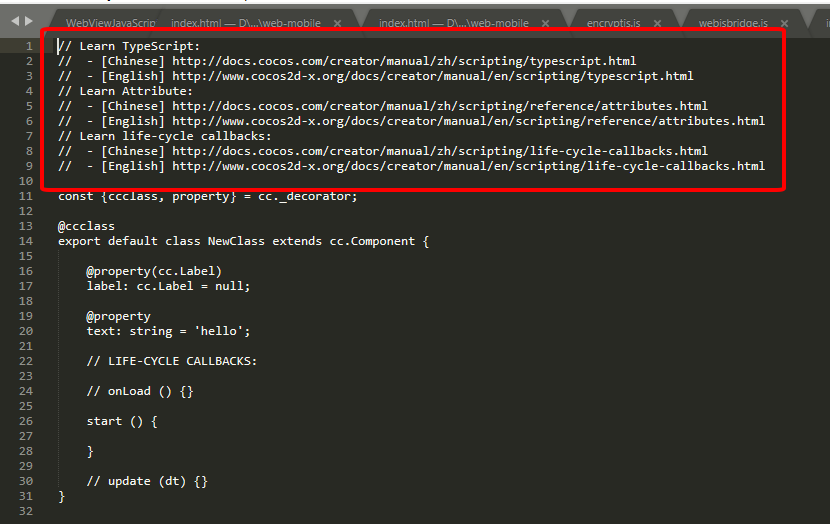 WebViewJavaScrip index.html — D\...\web-mobile × index.html — D\...\web-mobile × encryptjs.js × webjsbridge.js ×
1 // Learn TypeScript:
2 //  - [Chinese] http://docs.cocos.com/creator/manual/zh/scripting/typescript.html
3 //  - [English] http://www.cocos2d-x.org/docs/creator/manual/en/scripting/typescript.html
4 // Learn Attribute:
5 //  - [Chinese] http://docs.cocos.com/creator/manual/zh/scripting/reference/attributes.html
6 //  - [English] http://www.cocos2d-x.org/docs/creator/manual/en/scripting/reference/attributes.html
7 // Learn life-cycle callbacks:
8 //  - [Chinese] http://docs.cocos.com/creator/manual/zh/scripting/life-cycle-callbacks.html
9 //  - [English] http://www.cocos2d-x.org/docs/creator/manual/en/scripting/life-cycle-callbacks.html
10
11 const {ccclass, property} = cc._decorator;
12
13 @ccclass
14 export default class NewClass extends cc.Component {
15
16     @property(cc.Label)
17     label: cc.Label = null;
18
19     @property
20     text: string = 'hello';
21
22     // LIFE-CYCLE CALLBACKS:
23
24     // onLoad () {}
25
26     start () {
27
28     }
29
30     // update (dt) {}
31 }
32